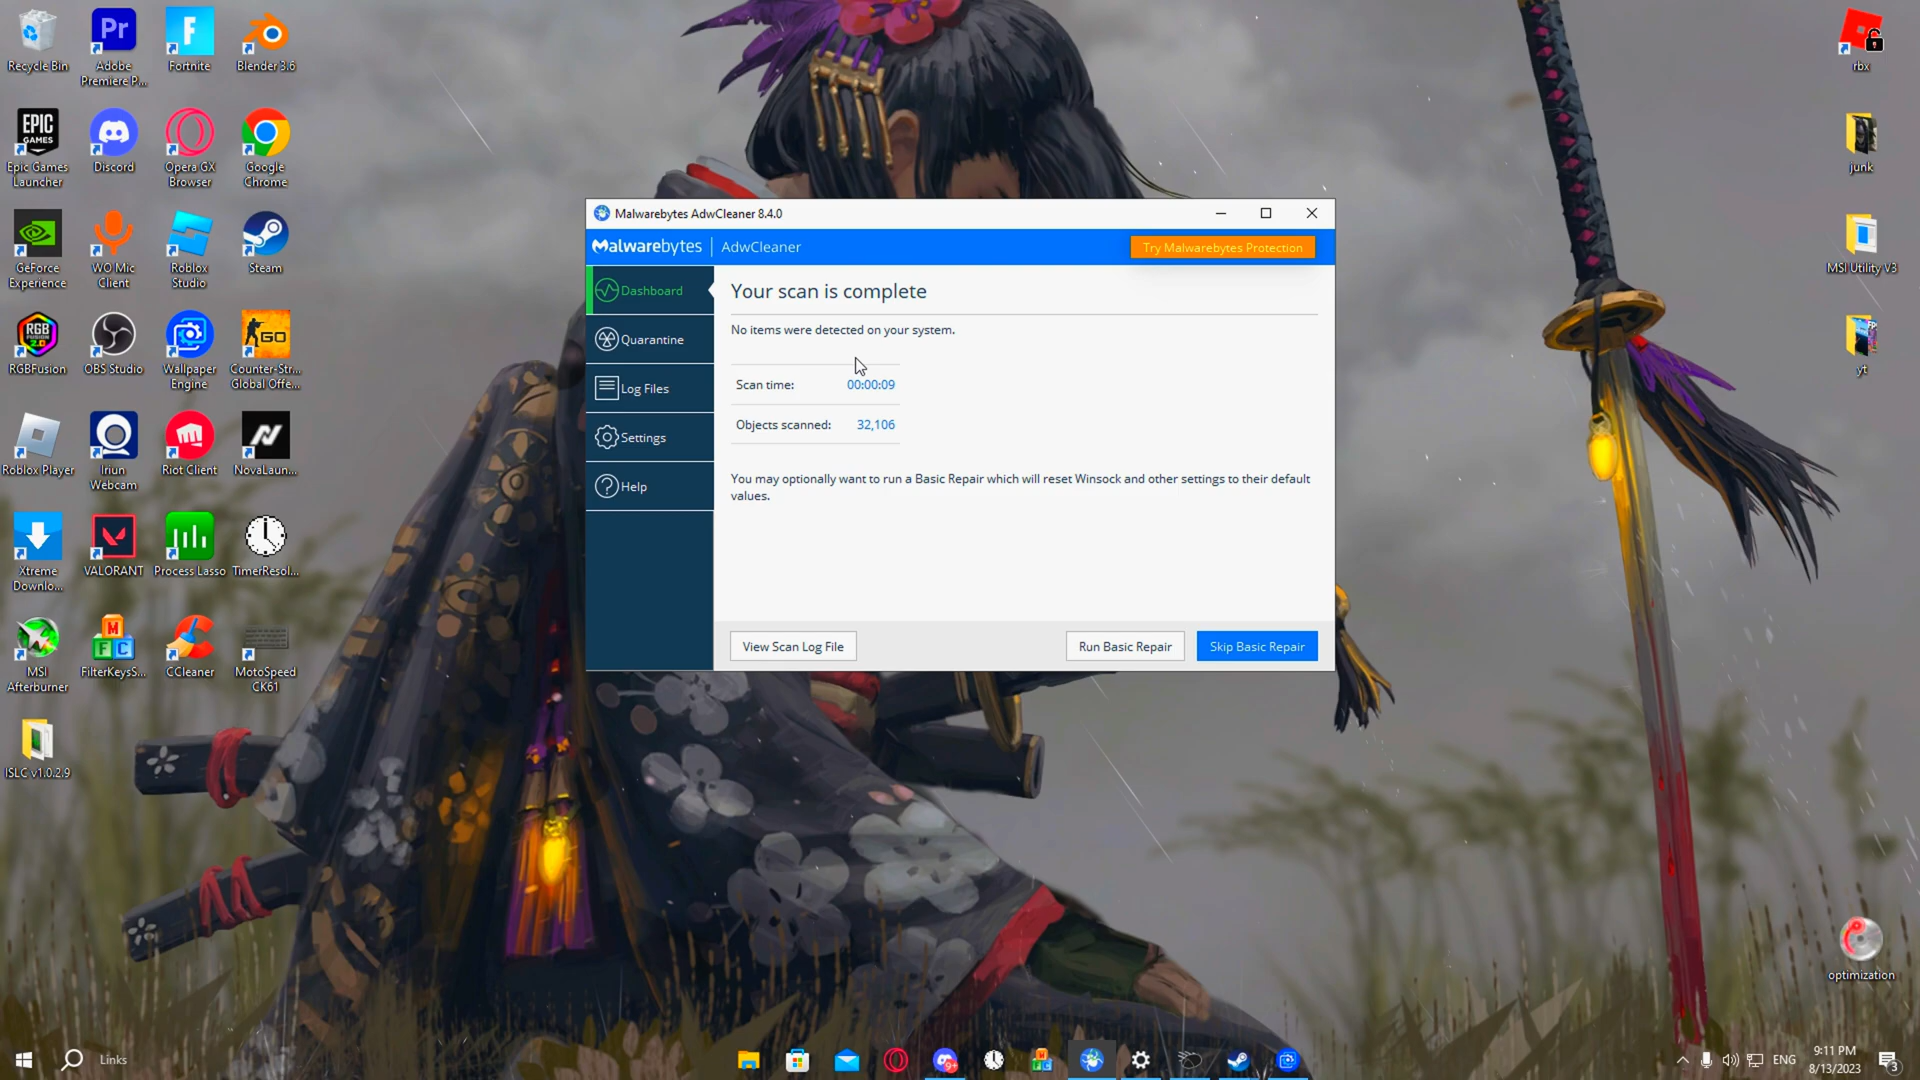 Recycle Bin
Adobe
Premiere P...
Fortnite
Blender 3.6
Epic Games
Launcher
Discord
Opera GX
Browser
Google
Chrome
GeForce
Experience
WO Mic
Client
Roblox
Studio
Steam
RGBFusion
OBS Studio
Wallpaper
Engine
Counter-Str...
Global Offe...
Roblox Player
Iriun
Webcam
Riot Client
NovaLaun...
Xtreme
Downlo...
VALORANT
Process Lasso
TimerResol...
MSI
Afterburner
FilterKeysS...
CCleaner
MotoSpeed
CK61
ISLC v1.0.2.9
Malwarebytes AdwCleaner 8.4.0
Malwarebytes | AdwCleaner
Try Malwarebytes Protection
Dashboard
Quarantine
Log Files
Settings
Help
Your scan is complete
No items were detected on your system.
Scan time: 00:00:09
Objects scanned: 32,106
You may optionally want to run a Basic Repair which will reset Winsock and other settings to their default
values.
View Scan Log File
Run Basic Repair
Skip Basic Repair
rbx
junk
MSI Utility V3
yt
optimization
Links
ENG
9:11 PM
8/13/2023
3